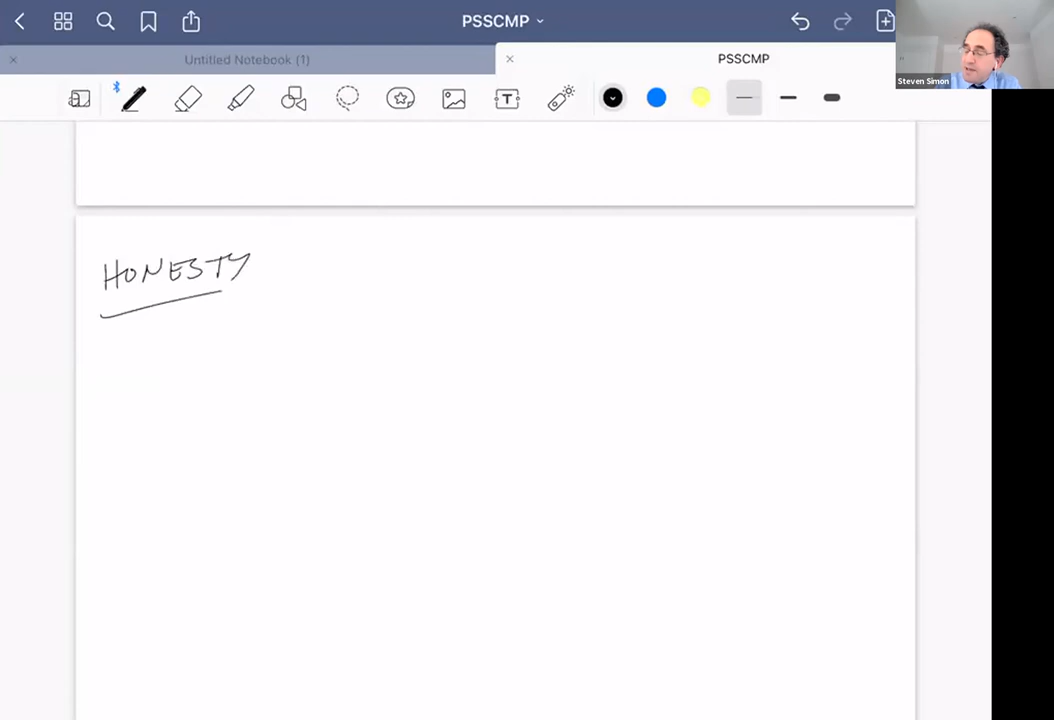 PSSCMP
Untitled Notebook (1)
PSSCMP
Steven Simon
T
HONESTY